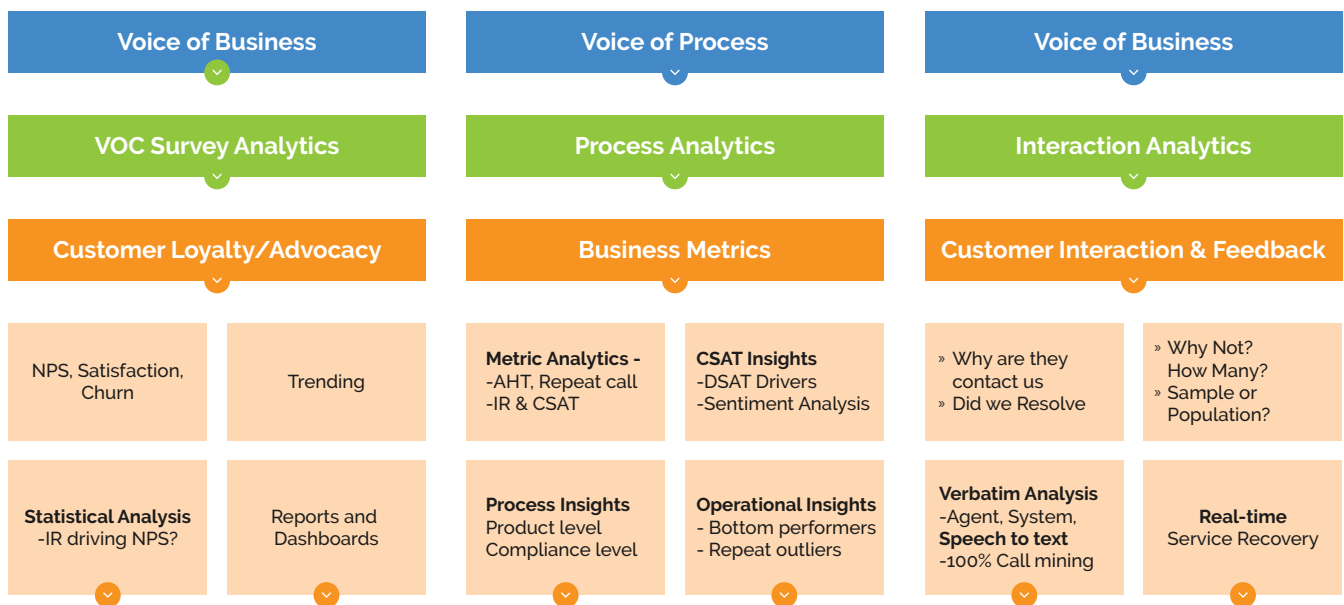 Voice of Business
VOC Survey Analytics
Customer Loyalty/Advocacy
NPS, Satisfaction,
Churn
Trending
Statistical Analysis
-IR driving NPS?
Reports and
Dashboards
Voice of Process
Process Analytics
Business Metrics
Metric Analytics -
-AHT, Repeat call
-IR & CSAT
CSAT Insights
-DSAT Drivers
-Sentiment Analysis
Process Insights
Product level
Compliance level
Operational Insights
- Bottom performers
- Repeat outliers
Voice of Business
Interaction Analytics
Customer Interaction & Feedback
» Why are they
contact us
» Did we Resolve
» Why Not?
How Many?
» Sample or
Population?
Verbatim Analysis
-Agent, System,
Speech to text
-100% Call mining
Real-time
Service Recovery